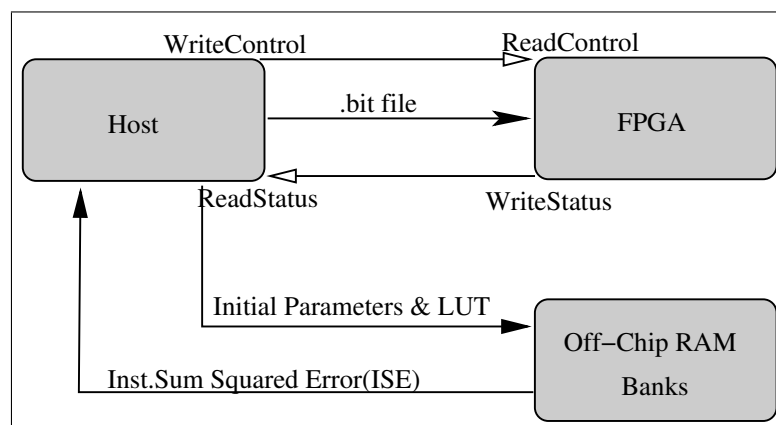 WriteControl
ReadControl
Host
.bit file
FPGA
ReadStatus
WriteStatus
Initial Parameters & LUT
Off−Chip RAM
Banks
Inst.Sum Squared Error(ISE)